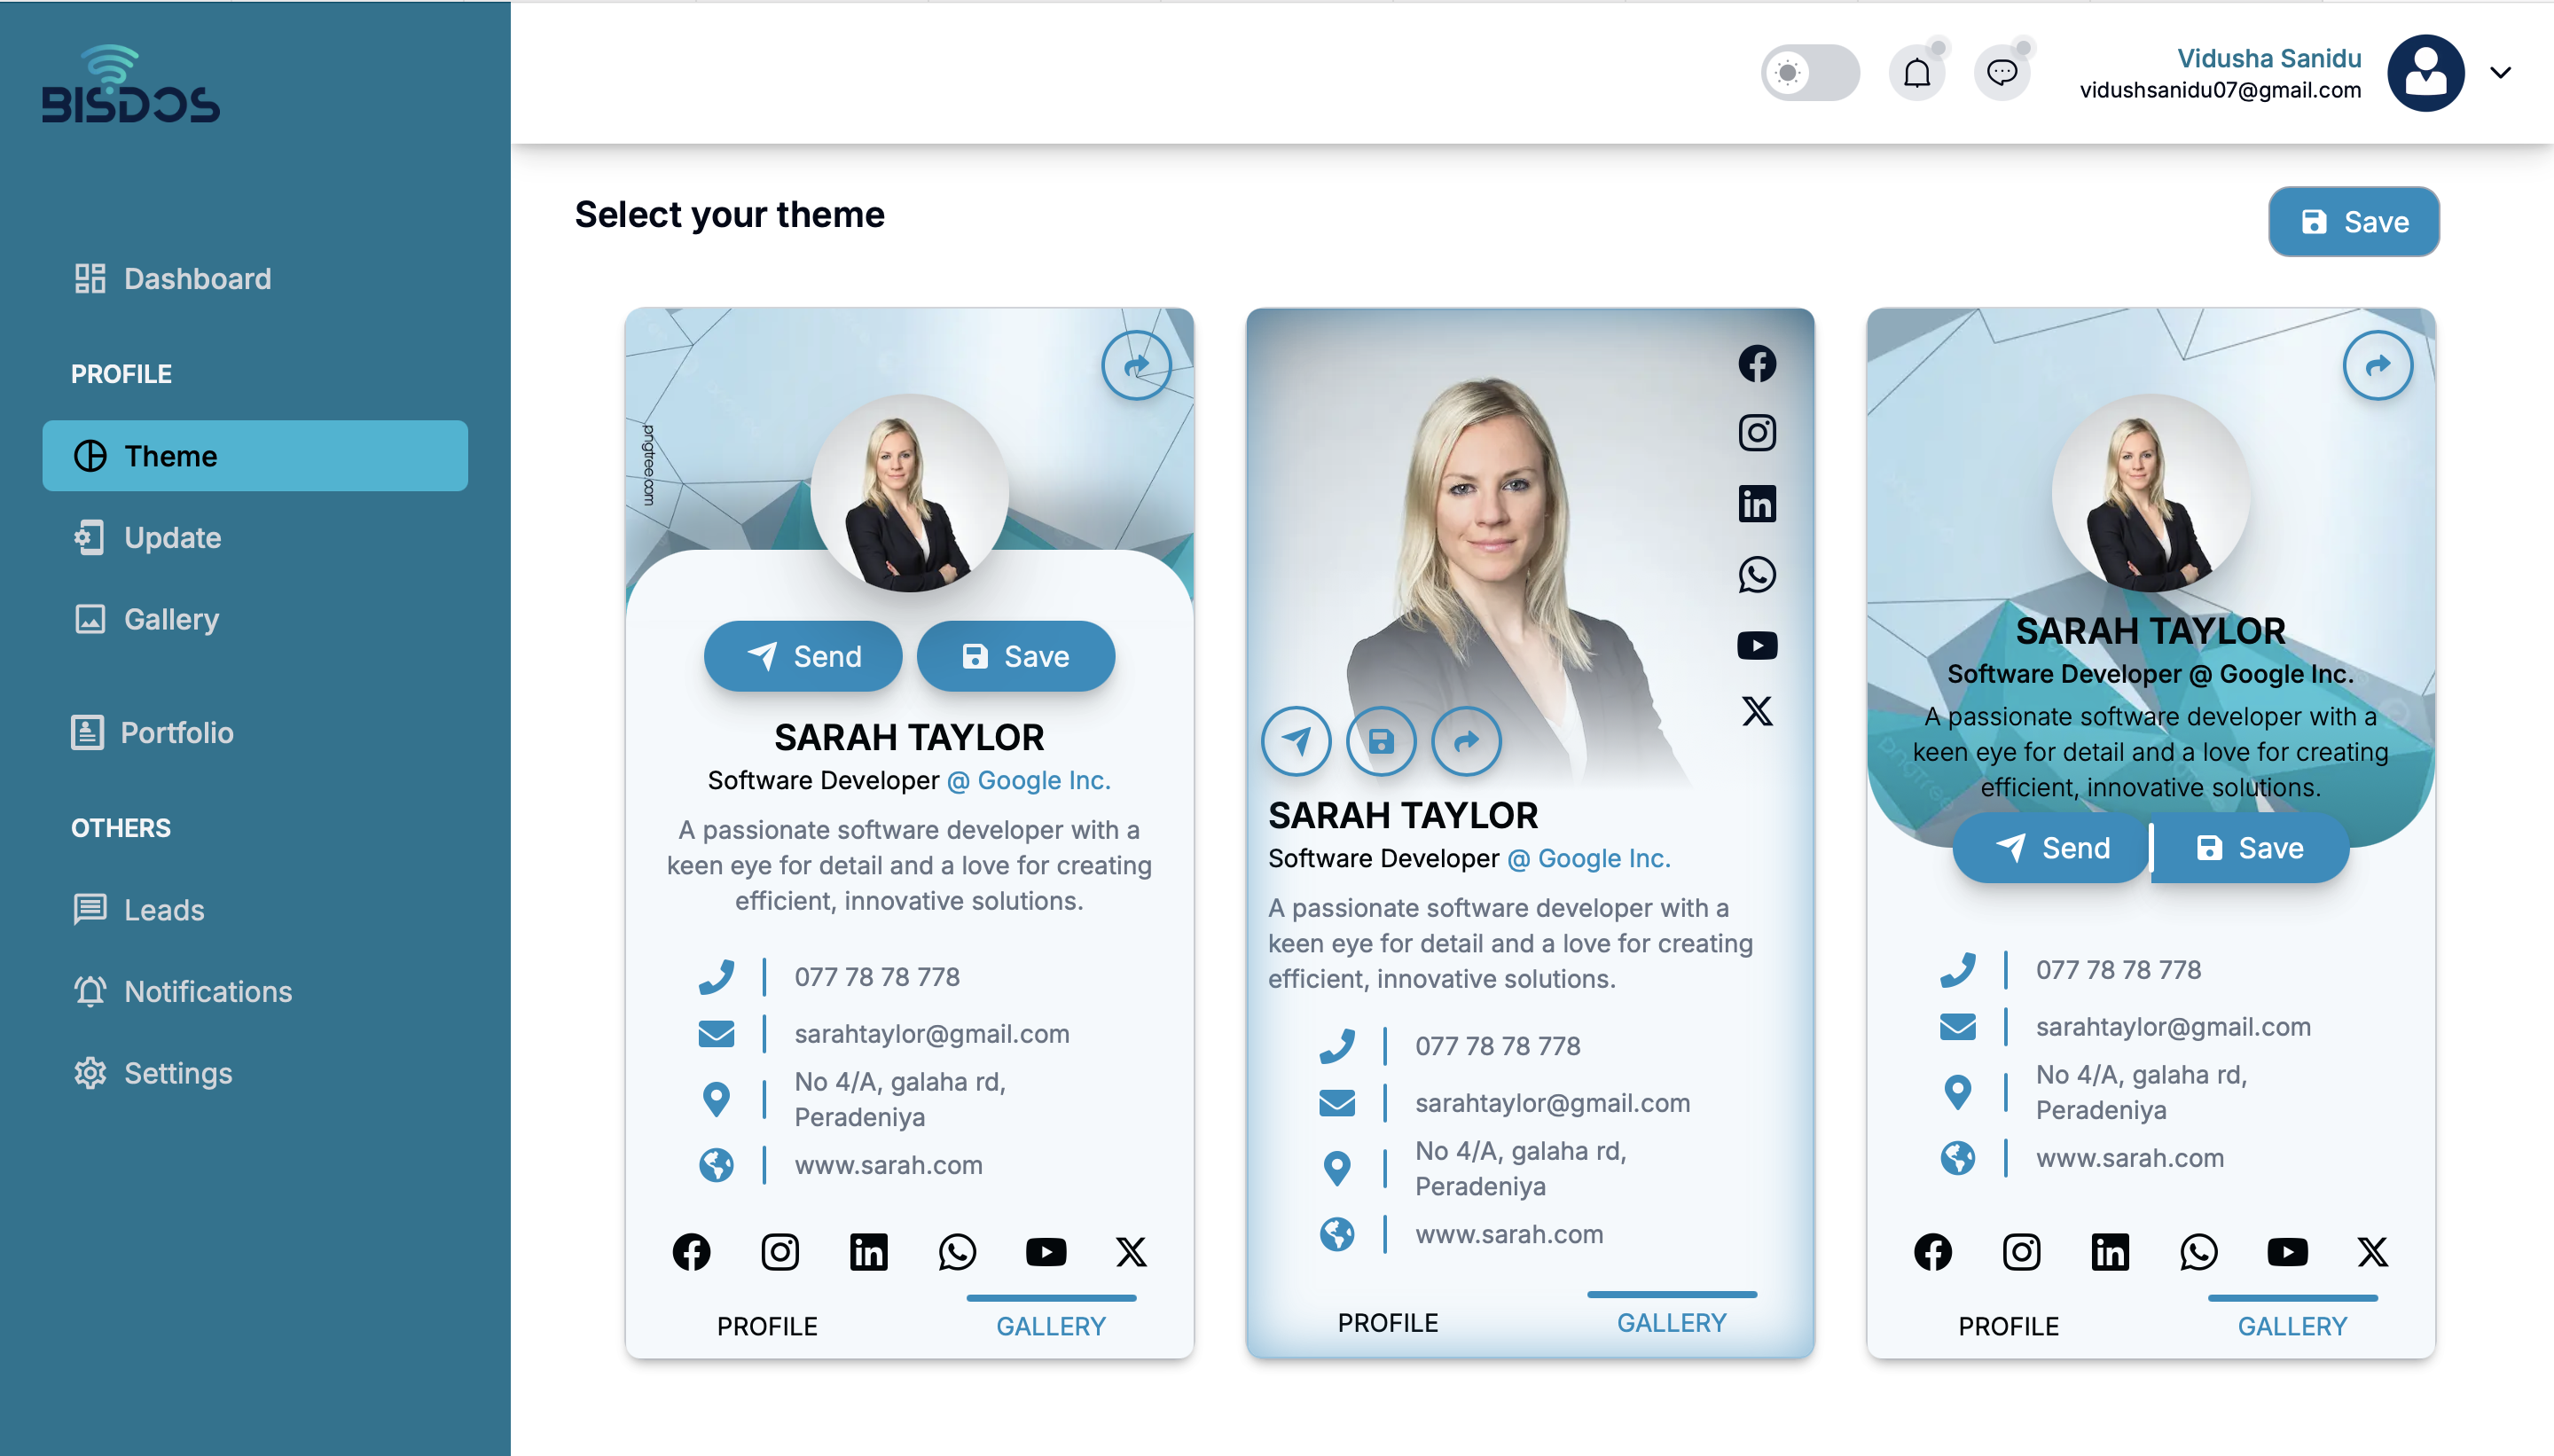 BISDOS
Vidusha Sanidu
vidushsanidu07@gmail.com
Dashboard
PROFILE
Theme
Update
Gallery
Portfolio
OTHERS
Leads
Notifications
Settings
Select your theme
Save
pngtree.com
Send
Save
SARAH TAYLOR
Software Developer @ Google Inc.
A passionate software developer with a
keen eye for detail and a love for creating
efficient, innovative solutions.
077 78 78 778
sarahtaylor@gmail.com
No 4/A, galaha rd,
Peradeniya
www.sarah.com
PROFILE
GALLERY
SARAH TAYLOR
Software Developer @ Google Inc.
A passionate software developer with a
keen eye for detail and a love for creating
efficient, innovative solutions.
077 78 78 778
sarahtaylor@gmail.com
No 4/A, galaha rd,
Peradeniya
www.sarah.com
PROFILE
GALLERY
SARAH TAYLOR
Software Developer @ Google Inc.
A passionate software developer with a
keen eye for detail and a love for creating
efficient, innovative solutions.
pngtree
Send
Save
077 78 78 778
sarahtaylor@gmail.com
No 4/A, galaha rd,
Peradeniya
www.sarah.com
PROFILE
GALLERY